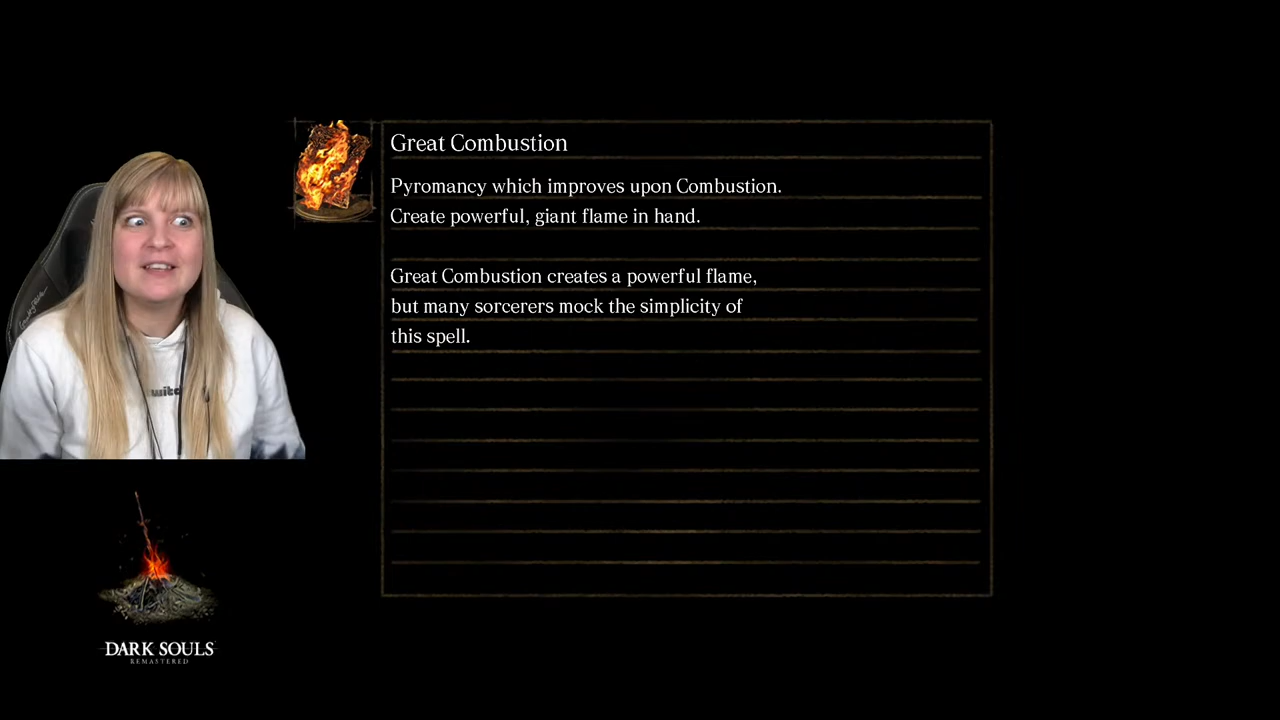 Great Combustion
Pyromancy which improves upon Combustion.
Create powerful, giant flame in hand.
Great Combustion creates a powerful flame,
but many sorcerers mock the simplicity of
this spell.
witc
DARK SOULS
REMASTERED